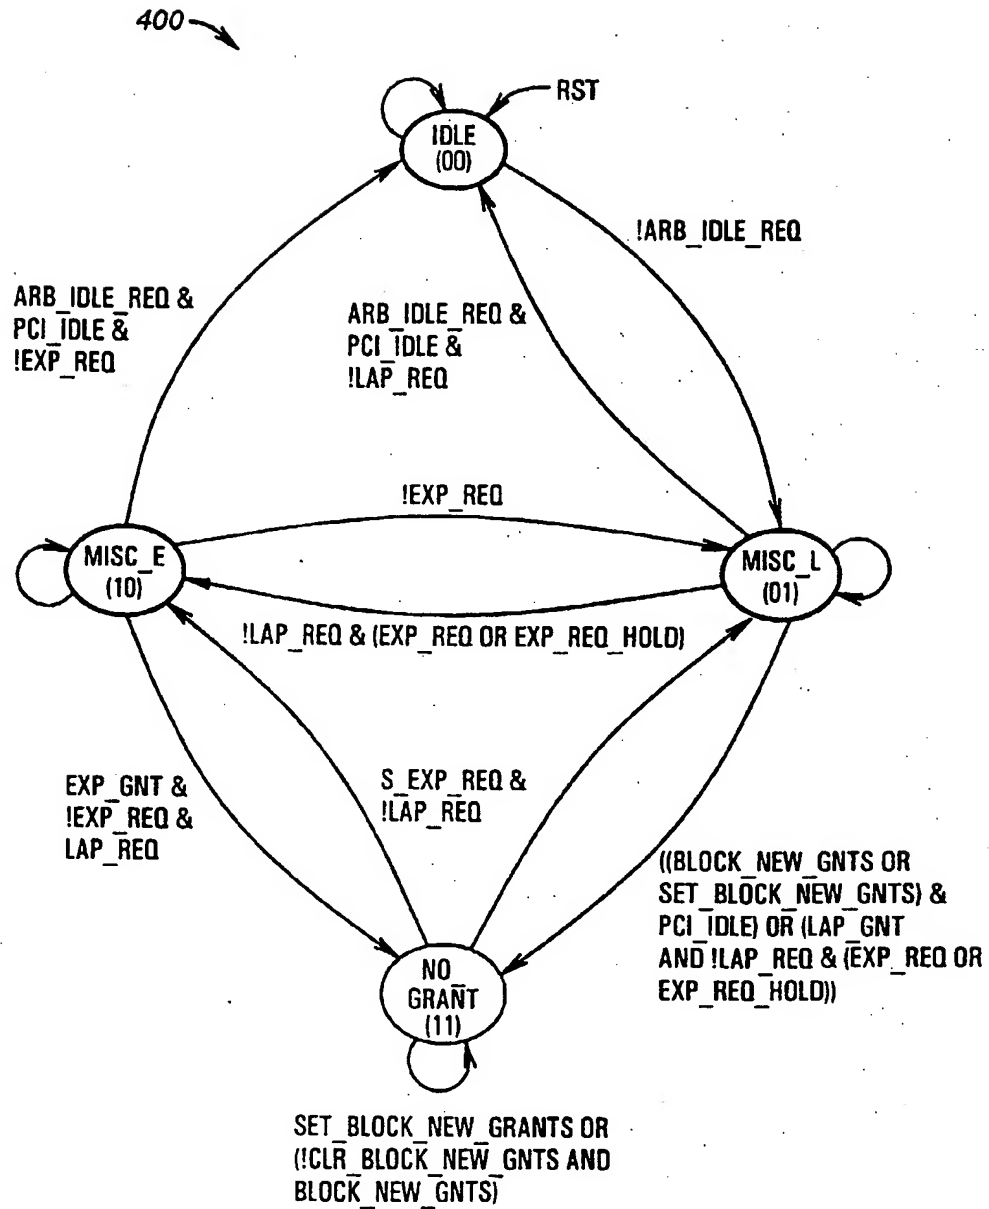 400
RST
IDLE
(00)
!ARB_IDLE_REQ
ARB_IDLE_REQ &
PCI_IDLE &
!EXP_REQ
ARB_IDLE_REQ &
PCI_IDLE &
!LAP_REQ
!EXP_REQ
MISC_E
(10)
MISC_L
(01)
!LAP_REQ & (EXP_REQ OR EXP_REQ_HOLD)
EXP_GNT &
!EXP_REQ &
LAP_REQ
S_EXP_REQ &
!LAP_REQ
((BLOCK_NEW_GNTS OR
SET_BLOCK_NEW_GNTS) &
PCI_IDLE) OR (LAP_GNT
AND !LAP_REQ & (EXP_REQ OR
EXP_REQ_HOLD))
NO_
GRANT
(11)
SET_BLOCK_NEW_GRANTS OR
(!CLR_BLOCK_NEW_GNTS AND
BLOCK_NEW_GNTS)